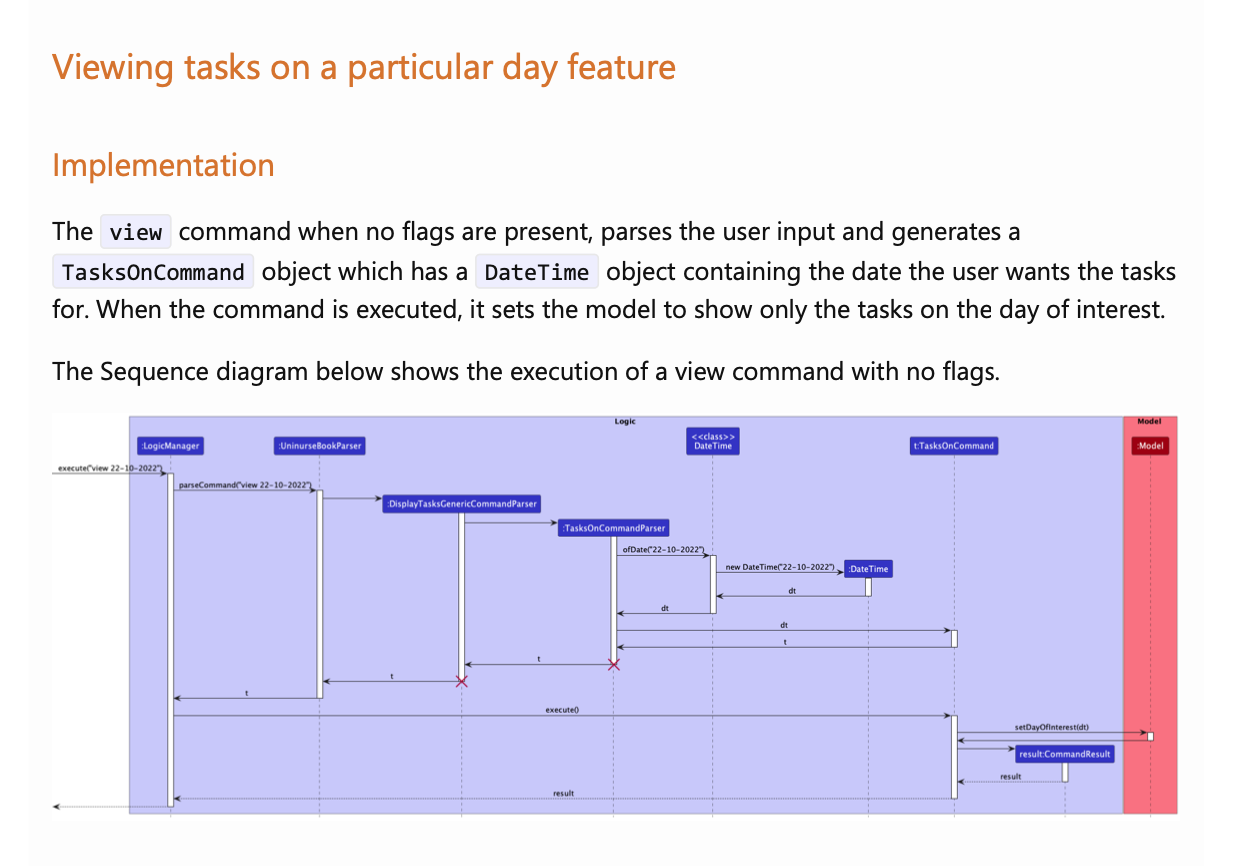 Viewing tasks on a particular day feature
Implementation
The view command when no flags are present, parses the user input and generates a
TasksOnCommand object which has a DateTime object containing the date the user wants the tasks
for. When the command is executed, it sets the model to show only the tasks on the day of interest.
The Sequence diagram below shows the execution of a view command with no flags.
Logic
Model
:LogicManager
:UninurseBookParser
<<class>>
DateTime
t:TasksOnCommand
:Model
execute("view 22-10-2022")
parseCommand("view 22-10-2022")
:DisplayTasksGenericCommandParser
:TasksOnCommandParser
ofDate("22-10-2022")
new DateTime("22-10-2022")
:DateTime
dt
dt
dt
t
t
t
t
execute()
setDayOfInterest(dt)
result:CommandResult
result
result